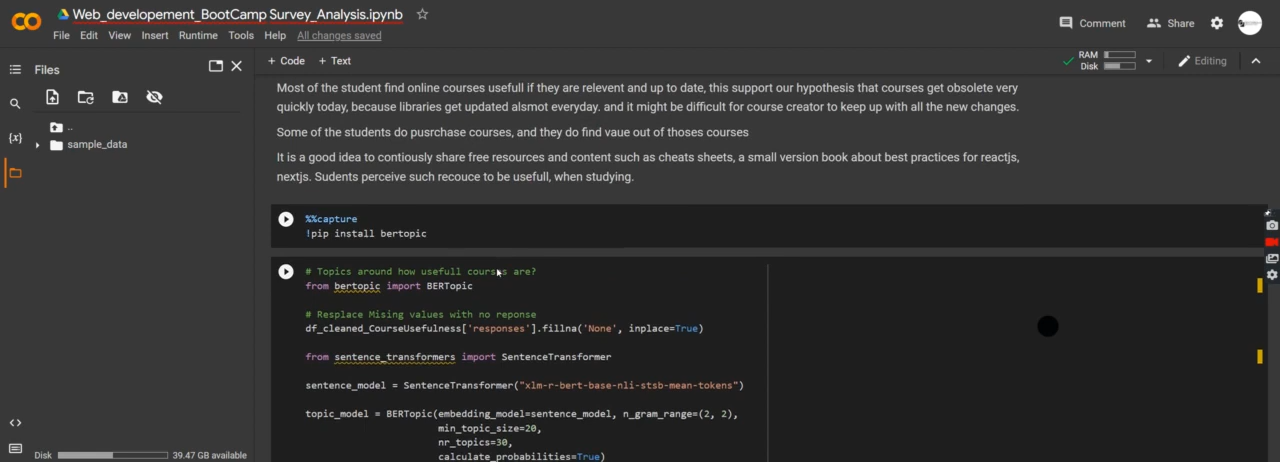 Web_developement_BootCamp Survey_Analysis.ipynb
File Edit View Insert Runtime Tools Help All changes saved
Comment Share
Files
+ Code + Text
RAM
Disk
Editing
..
sample_data
Most of the student find online courses usefull if they are relevent and up to date, this support our hypothesis that courses get obsolete very
quickly today, because libraries get updated alsmot everyday. and it might be difficult for course creator to keep up with all the new changes.
Some of the students do pusrchase courses, and they do find vaue out of thoses courses
It is a good idea to contiously share free resources and content such as cheats sheets, a small version book about best practices for reactjs,
nextjs. Sudents perceive such recouce to be usefull, when studying.
%%capture
!pip install bertopic
# Topics around how usefull courses are?
from bertopic import BERTopic
# Resplace Mising values with no reponse
df_cleaned_CourseUsefulness['responses'].fillna('None', inplace=True)
from sentence_transformers import SentenceTransformer
sentence_model = SentenceTransformer("xlm-r-bert-base-nli-stsb-mean-tokens")
topic_model = BERTopic(embedding_model=sentence_model, n_gram_range=(2, 2),
min_topic_size=20,
nr_topics=30,
calculate_probabilities=True)
{x}
<>
Disk 39.47 GB available